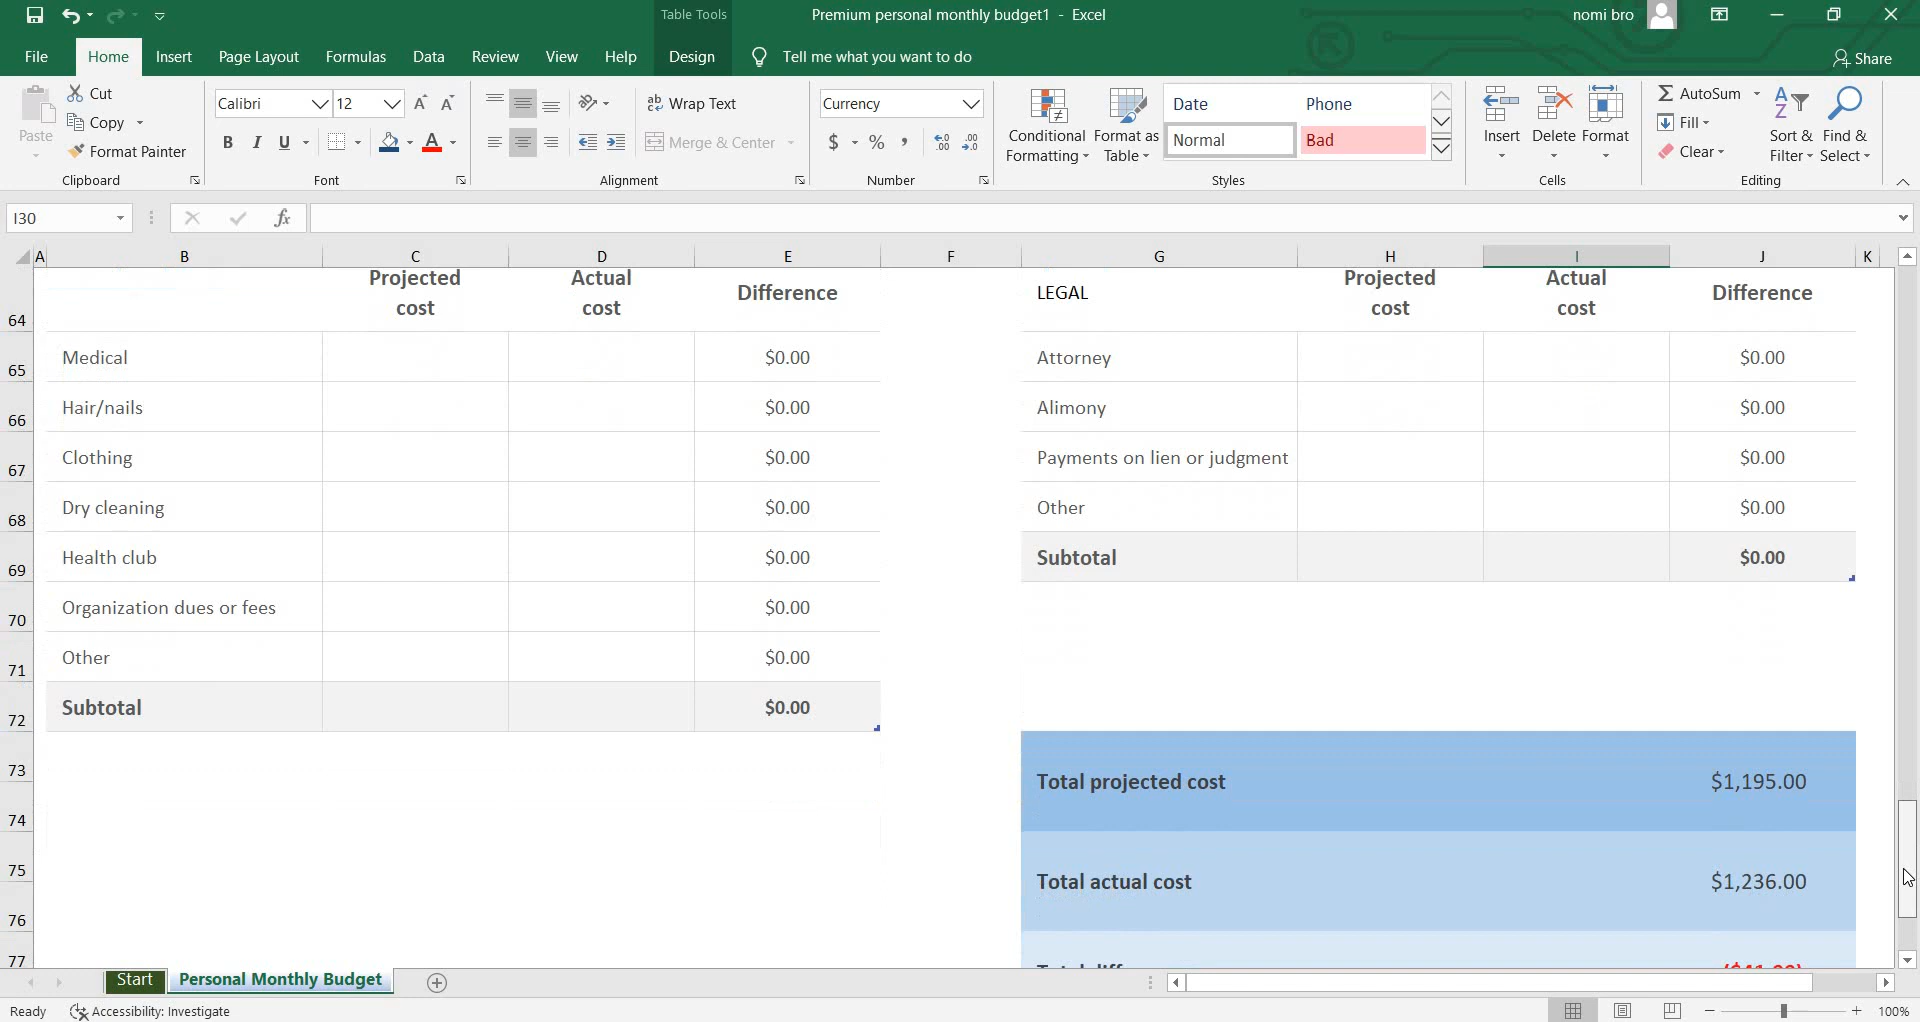 Table Tools
Premium personal monthly budget1 - Excel
nomi bro
File Home Insert Page Layout Formulas Data Review View Help Design Tell me what you want to do Share
Paste
Cut
Copy
Format Painter
Clipboard
Calibri 12 A A
B I U A
Font
ab Wrap Text
Merge & Center
Alignment
Currency
$ % , .00
Number
Conditional Formatting
Format as Table
Date Phone
Normal Bad
Styles
Insert Delete Format
Cells
AutoSum
Fill
Clear
Sort & Filter
Find & Select
Editing
I30 fx
A B C D E F G H I J K
64 Projected cost Actual cost Difference LEGAL Projected cost Actual cost Difference
65 Medical $0.00 Attorney $0.00
66 Hair/nails $0.00 Alimony $0.00
67 Clothing $0.00 Payments on lien or judgment $0.00
68 Dry cleaning $0.00 Other $0.00
69 Health club $0.00 Subtotal $0.00
70 Organization dues or fees $0.00
71 Other $0.00
72 Subtotal $0.00
73
Total projected cost $1,195.00
74
75
Total actual cost $1,236.00
76
77
Start Personal Monthly Budget
Ready Accessibility: Investigate 100%